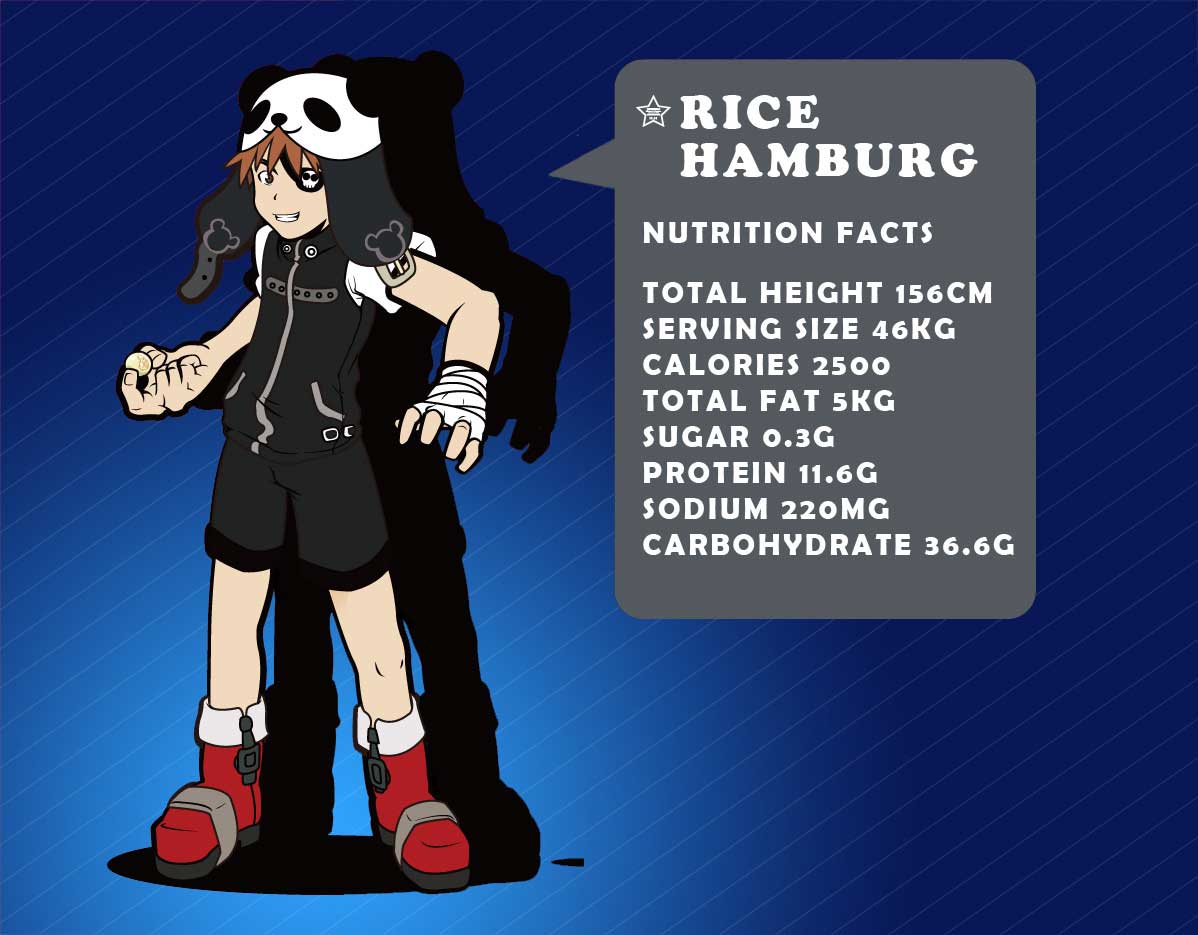 RICE
HAMBURG
NUTRITION FACTS
TOTAL HEIGHT 156CM
SERVING SIZE 46KG
CALORIES 2500
TOTAL FAT 5KG
SUGAR 0.3G
PROTEIN 11.6G
SODIUM 220MG
CARBOHYDRATE 36.6G